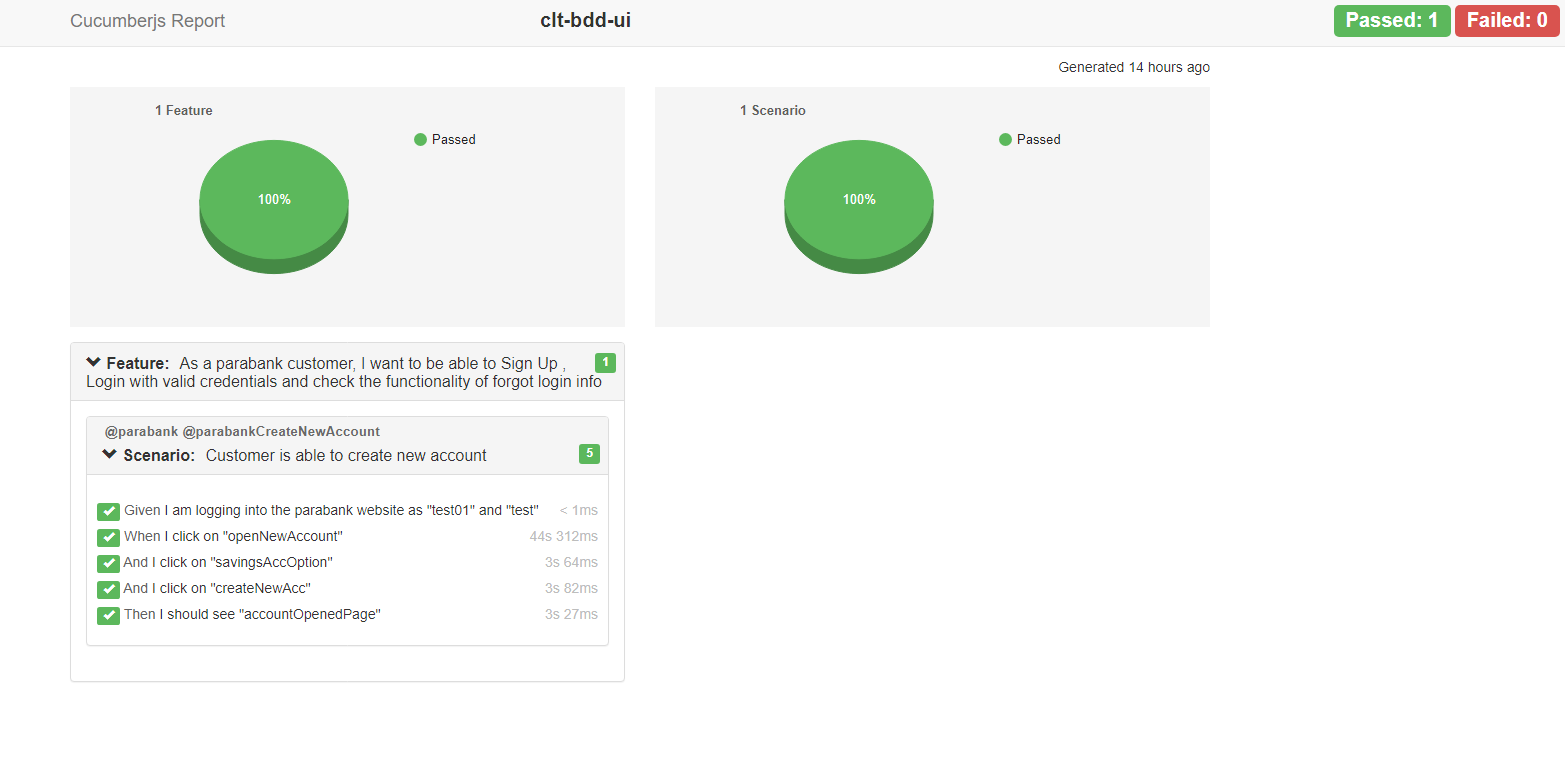 Cucumberjs Report
clt-bdd-ui
Passed: 1
Failed: 0
Generated 14 hours ago
1 Feature
Passed
100%
1 Scenario
Passed
100%
Feature: As a parabank customer, I want to be able to Sign Up , 1
Login with valid credentials and check the functionality of forgot login info
@parabank @parabankCreateNewAccount
Scenario: Customer is able to create new account 5
Given I am logging into the parabank website as "test01" and "test" < 1ms
When I click on "openNewAccount" 44s 312ms
And I click on "savingsAccOption" 3s 64ms
And I click on "createNewAcc" 3s 82ms
Then I should see "accountOpenedPage" 3s 27ms